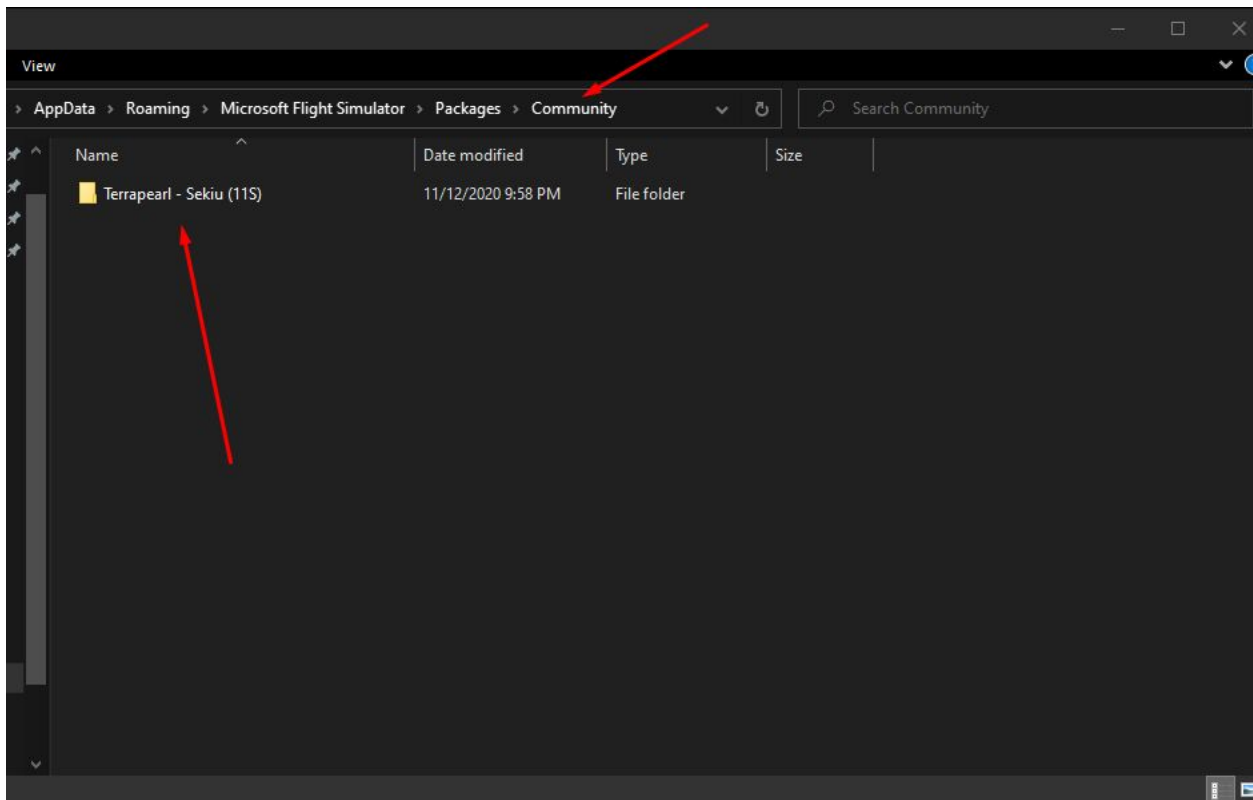 View
AppData > Roaming > Microsoft Flight Simulator > Packages > Community Search Community
Name Date modified Type Size
Terrapearl - Sekiu (11S) 11/12/2020 9:58 PM File folder